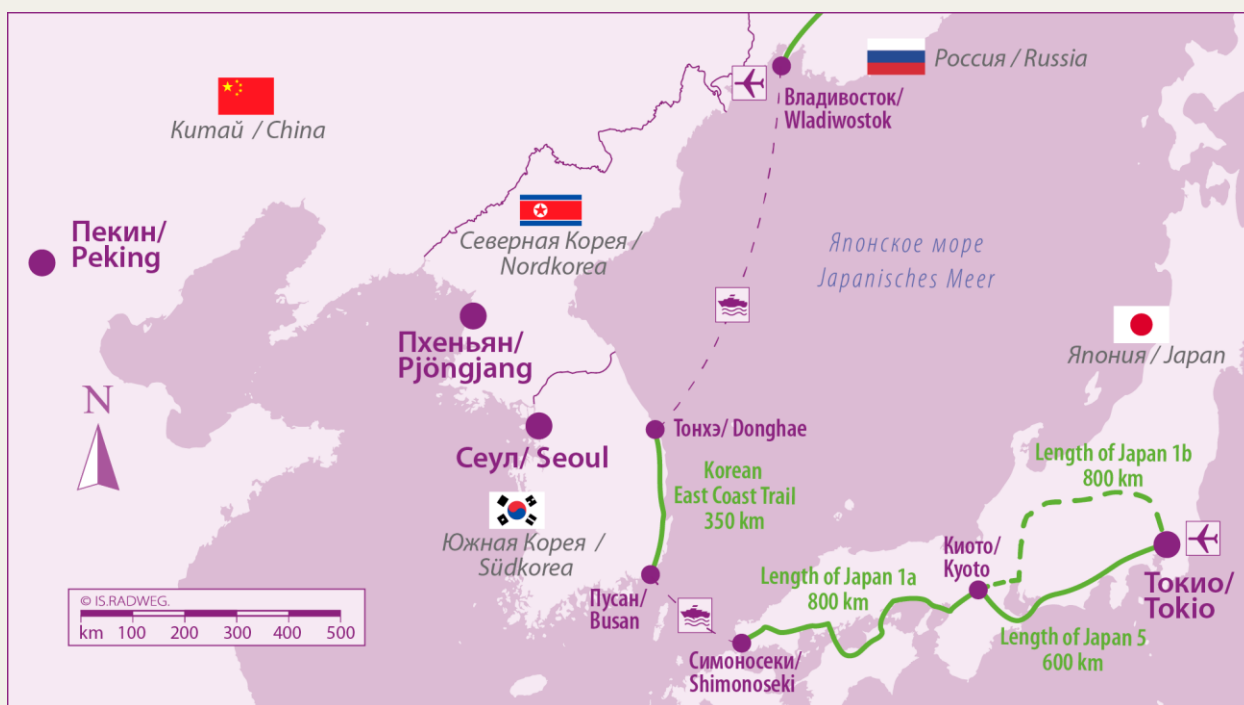 Россия / Russia
Китай / China
Владивосток/
Wladiwostok
Пекин/
Peking
Северная Корея /
Nordkorea
Японское море
Japanisches Meer
Пхеньян/
Pjöngjang
Япония / Japan
N
Тонхэ/ Donghae
Сеул/ Seoul
Korean
East Coast Trail
350 km
Length of Japan 1b
800 km
Южная Корея /
Südkorea
Киото/
Kyoto
Токио/
Tokio
Length of Japan 1a
800 km
Пусан/
Busan
© IS.RADWEG.
km 100 200 300 400 500
Length of Japan 5
600 km
Симоносеки/
Shimonoseki